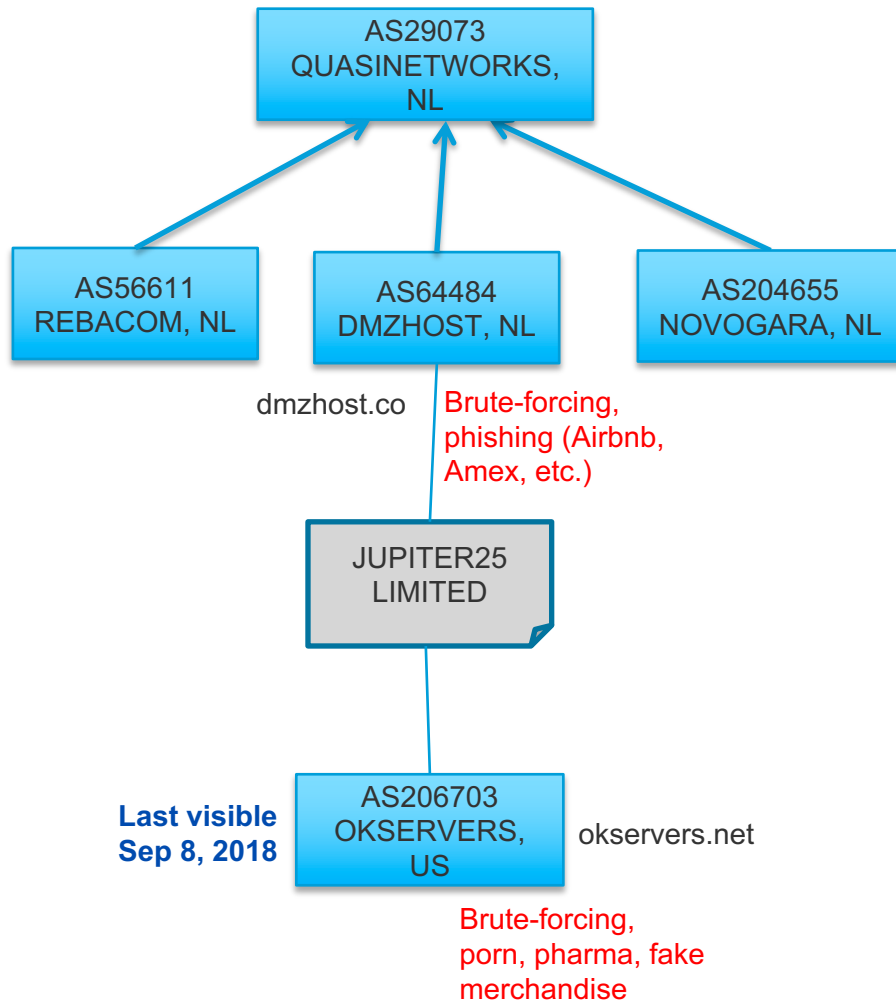 AS29073
QUASINETWORKS,
NL
AS56611
REBACOM, NL
AS64484
DMZHOST, NL
AS204655
NOVOGARA, NL
dmzhost.co
Brute-forcing,
phishing (Airbnb,
Amex, etc.)
JUPITER25
LIMITED
Last visible
Sep 8, 2018
AS206703
OKSERVERS,
US
okservers.net
Brute-forcing,
porn, pharma, fake
merchandise